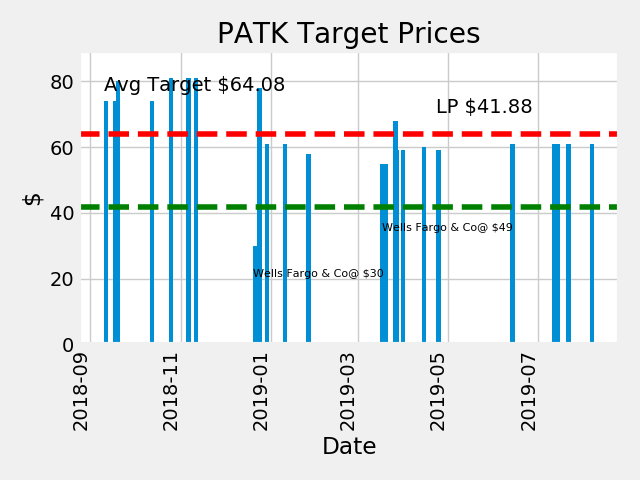 PATK Target Prices
Avg Target $64.08
LP $41.88
Wells Fargo & Co@ $49
Wells Fargo & Co@ $30
80
60
40
20
0
$
2018-09
2018-11
2019-01
2019-03
2019-05
2019-07
Date